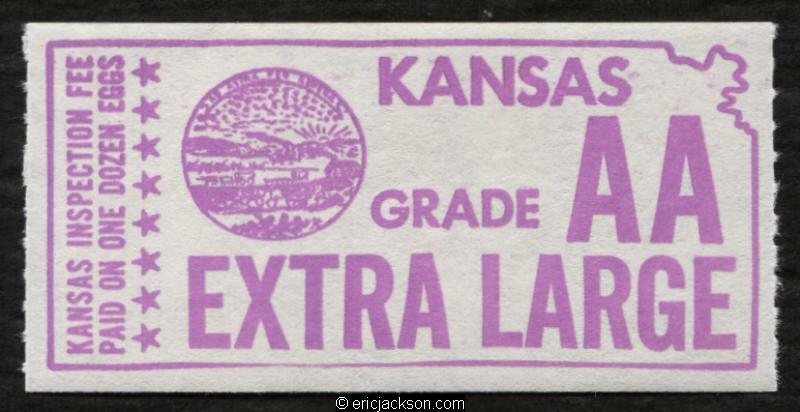 KANSAS INSPECTION FEE
PAID ON ONE DOZEN EGGS
KANSAS
GRADE AA
EXTRA LARGE
© ericjackson.com